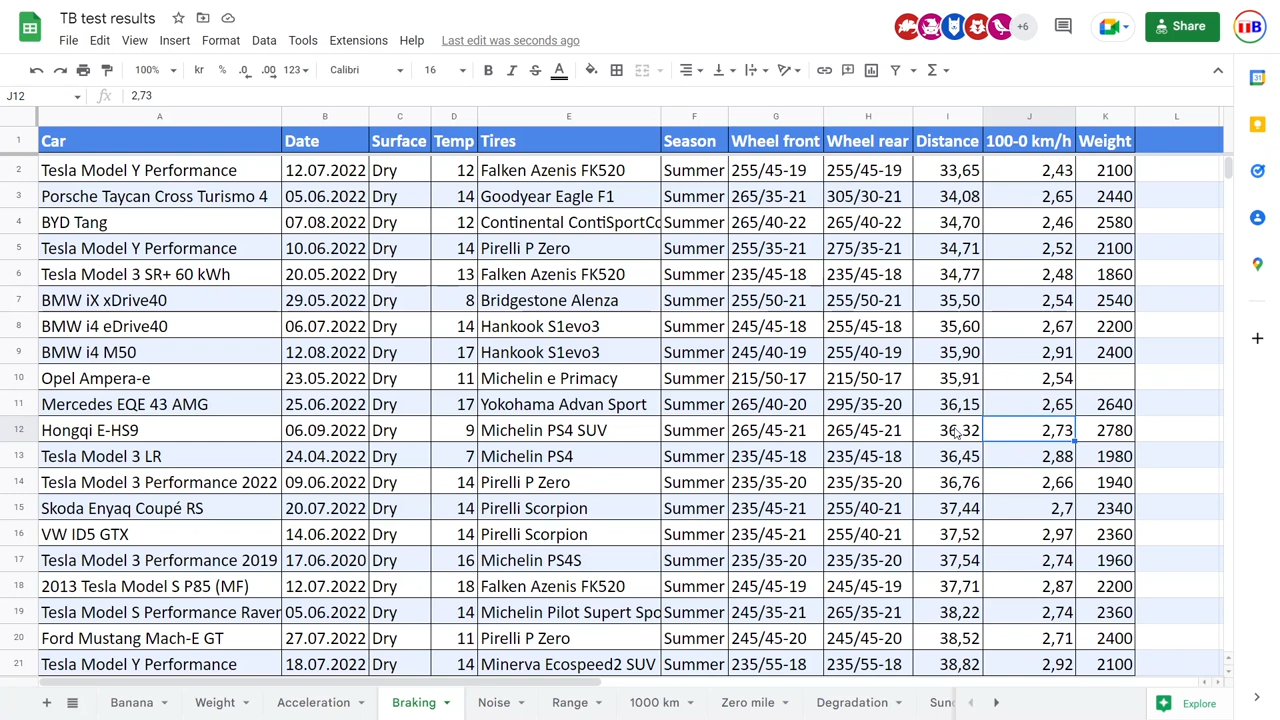 TB test results
+6
Share
File Edit View Insert Format Data Tools Extensions Help Last edit was seconds ago
100% kr % .0 .00 123 Calibri 16 B I S A
J12 fx 2,73
A B C D E F G H I J K L
1 Car Date Surface Temp Tires Season Wheel front Wheel rear Distance 100-0 km/h Weight
2 Tesla Model Y Performance 12.07.2022 Dry 12 Falken Azenis FK520 Summer 255/45-19 255/45-19 33,65 2,43 2100
3 Porsche Taycan Cross Turismo 4 05.06.2022 Dry 14 Goodyear Eagle F1 Summer 265/35-21 305/30-21 34,08 2,65 2440
4 BYD Tang 07.08.2022 Dry 12 Continental ContiSportCo Summer 265/40-22 265/40-22 34,70 2,46 2580
5 Tesla Model Y Performance 10.06.2022 Dry 14 Pirelli P Zero Summer 255/35-21 275/35-21 34,71 2,52 2100
6 Tesla Model 3 SR+ 60 kWh 20.05.2022 Dry 13 Falken Azenis FK520 Summer 235/45-18 235/45-18 34,77 2,48 1860
7 BMW iX xDrive40 29.05.2022 Dry 8 Bridgestone Alenza Summer 255/50-21 255/50-21 35,50 2,54 2540
8 BMW i4 eDrive40 06.07.2022 Dry 14 Hankook S1evo3 Summer 245/45-18 255/45-18 35,60 2,67 2200
9 BMW i4 M50 12.08.2022 Dry 17 Hankook S1evo3 Summer 245/40-19 255/40-19 35,90 2,91 2400
10 Opel Ampera-e 23.05.2022 Dry 11 Michelin e Primacy Summer 215/50-17 215/50-17 35,91 2,54
11 Mercedes EQE 43 AMG 25.06.2022 Dry 17 Yokohama Advan Sport Summer 265/40-20 295/35-20 36,15 2,65 2640
12 Hongqi E-HS9 06.09.2022 Dry 9 Michelin PS4 SUV Summer 265/45-21 265/45-21 36,32 2,73 2780
13 Tesla Model 3 LR 24.04.2022 Dry 7 Michelin PS4 Summer 235/45-18 235/45-18 36,45 2,88 1980
14 Tesla Model 3 Performance 2022 09.06.2022 Dry 14 Pirelli P Zero Summer 235/35-20 235/35-20 36,76 2,66 1940
15 Skoda Enyaq Coupé RS 20.07.2022 Dry 14 Pirelli Scorpion Summer 235/45-21 255/40-21 37,44 2,7 2340
16 VW ID5 GTX 14.06.2022 Dry 14 Pirelli Scorpion Summer 235/45-21 255/40-21 37,52 2,97 2360
17 Tesla Model 3 Performance 2019 17.06.2020 Dry 16 Michelin PS4S Summer 235/35-20 235/35-20 37,54 2,74 1960
18 2013 Tesla Model S P85 (MF) 12.07.2022 Dry 18 Falken Azenis FK520 Summer 245/45-19 245/45-19 37,71 2,87 2200
19 Tesla Model S Performance Raven 05.06.2022 Dry 14 Michelin Pilot Supert Spo Summer 245/35-21 265/35-21 38,22 2,74 2360
20 Ford Mustang Mach-E GT 27.07.2022 Dry 11 Pirelli P Zero Summer 245/45-20 245/45-20 38,52 2,71 2400
21 Tesla Model Y Performance 18.07.2022 Dry 14 Minerva Ecospeed2 SUV Summer 235/55-18 235/55-18 38,82 2,92 2100
Banana Weight Acceleration Braking Noise Range 1000 km Zero mile Degradation Sun Explore